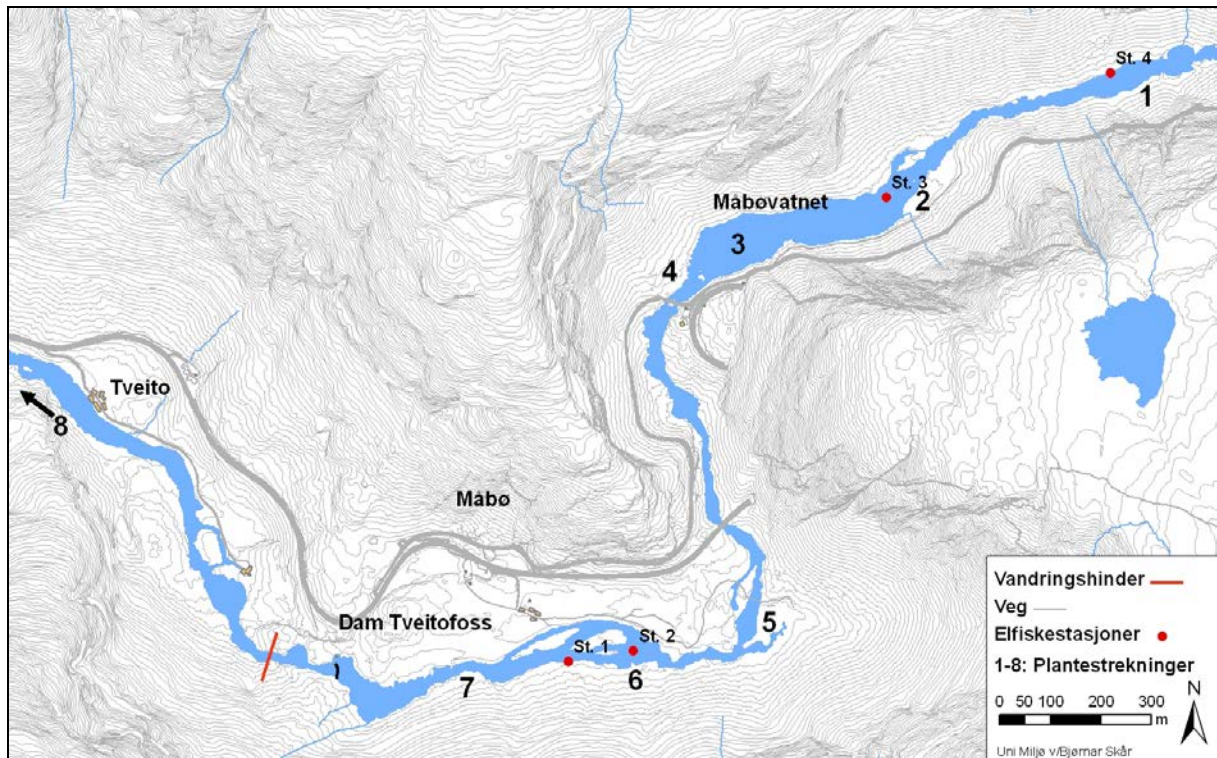 St. 4
1
St. 3
2
Måbøvatnet
3
4
Tveito
8
Måbø
Dam Tveitofoss
5
St. 2
St. 1
6
7
Vandringshinder
Veg
Elfiskestasjoner
1-8: Plantestrekninger
N
0 50 100 200 300
m
Uni Miljø v/Bjørnar Skår